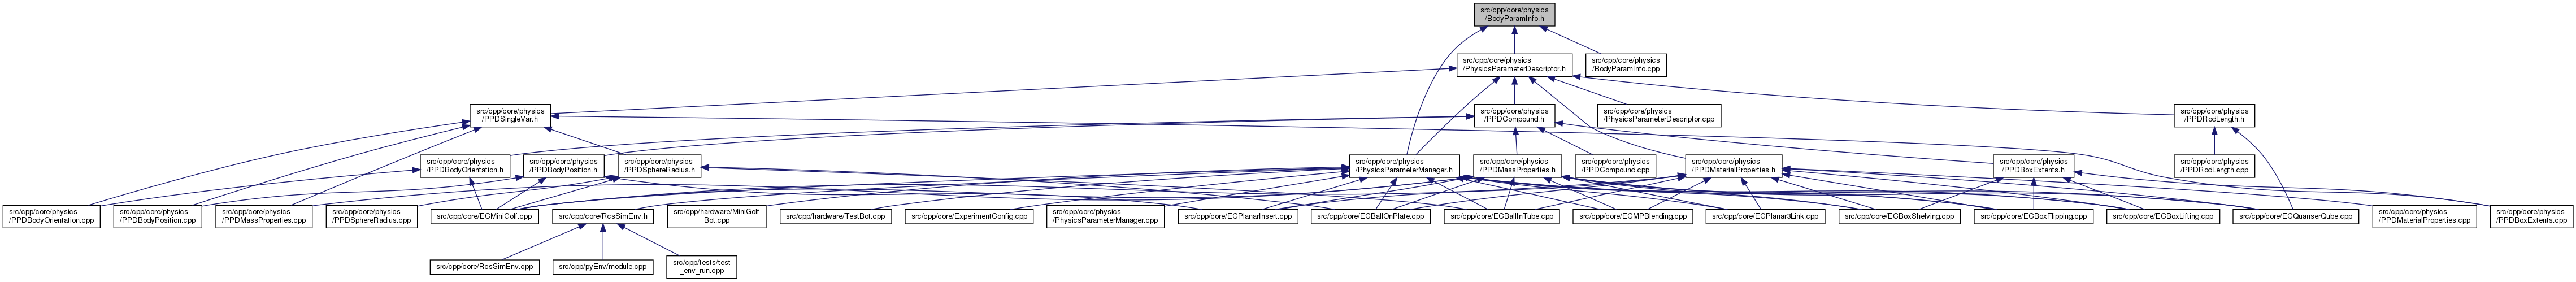 src/cpp/core/physics
/BodyParamInfo.h
src/cpp/core/physics
/PhysicsParameterDescriptor.h
src/cpp/core/physics
/BodyParamInfo.cpp
src/cpp/core/physics
/PPDSingleVar.h
src/cpp/core/physics
/PPDCompound.h
src/cpp/core/physics
/PhysicsParameterDescriptor.cpp
src/cpp/core/physics
/PPDRodLength.h
src/cpp/core/physics
/PPDBodyOrientation.h
src/cpp/core/physics
/PPDBodyPosition.h
src/cpp/core/physics
/PPDSphereRadius.h
src/cpp/core/physics
/PhysicsParameterManager.h
src/cpp/core/physics
/PPDMassProperties.h
src/cpp/core/physics
/PPDCompound.cpp
src/cpp/core/physics
/PPDMaterialProperties.h
src/cpp/core/physics
/PPDBoxExtents.h
src/cpp/core/physics
/PPDRodLength.cpp
src/cpp/core/physics
/PPDBodyOrientation.cpp
src/cpp/core/physics
/PPDBodyPosition.cpp
src/cpp/core/physics
/PPDMassProperties.cpp
src/cpp/core/physics
/PPDSphereRadius.cpp
src/cpp/core/ECMiniGolf.cpp
src/cpp/core/RcsSimEnv.h
src/cpp/hardware/MiniGolf
Bot.cpp
src/cpp/hardware/TestBot.cpp
src/cpp/core/ExperimentConfig.cpp
src/cpp/core/physics
/PhysicsParameterManager.cpp
src/cpp/core/ECPlanarInsert.cpp
src/cpp/core/ECBallOnPlate.cpp
src/cpp/core/ECBallInTube.cpp
src/cpp/core/ECMPBlending.cpp
src/cpp/core/ECPlanar3Link.cpp
src/cpp/core/ECBoxShelving.cpp
src/cpp/core/ECBoxFlipping.cpp
src/cpp/core/ECBoxLifting.cpp
src/cpp/core/ECQuanserQube.cpp
src/cpp/core/physics
/PPDMaterialProperties.cpp
src/cpp/core/physics
/PPDBoxExtents.cpp
src/cpp/core/RcsSimEnv.cpp
src/cpp/pyEnv/module.cpp
src/cpp/tests/test
_env_run.cpp